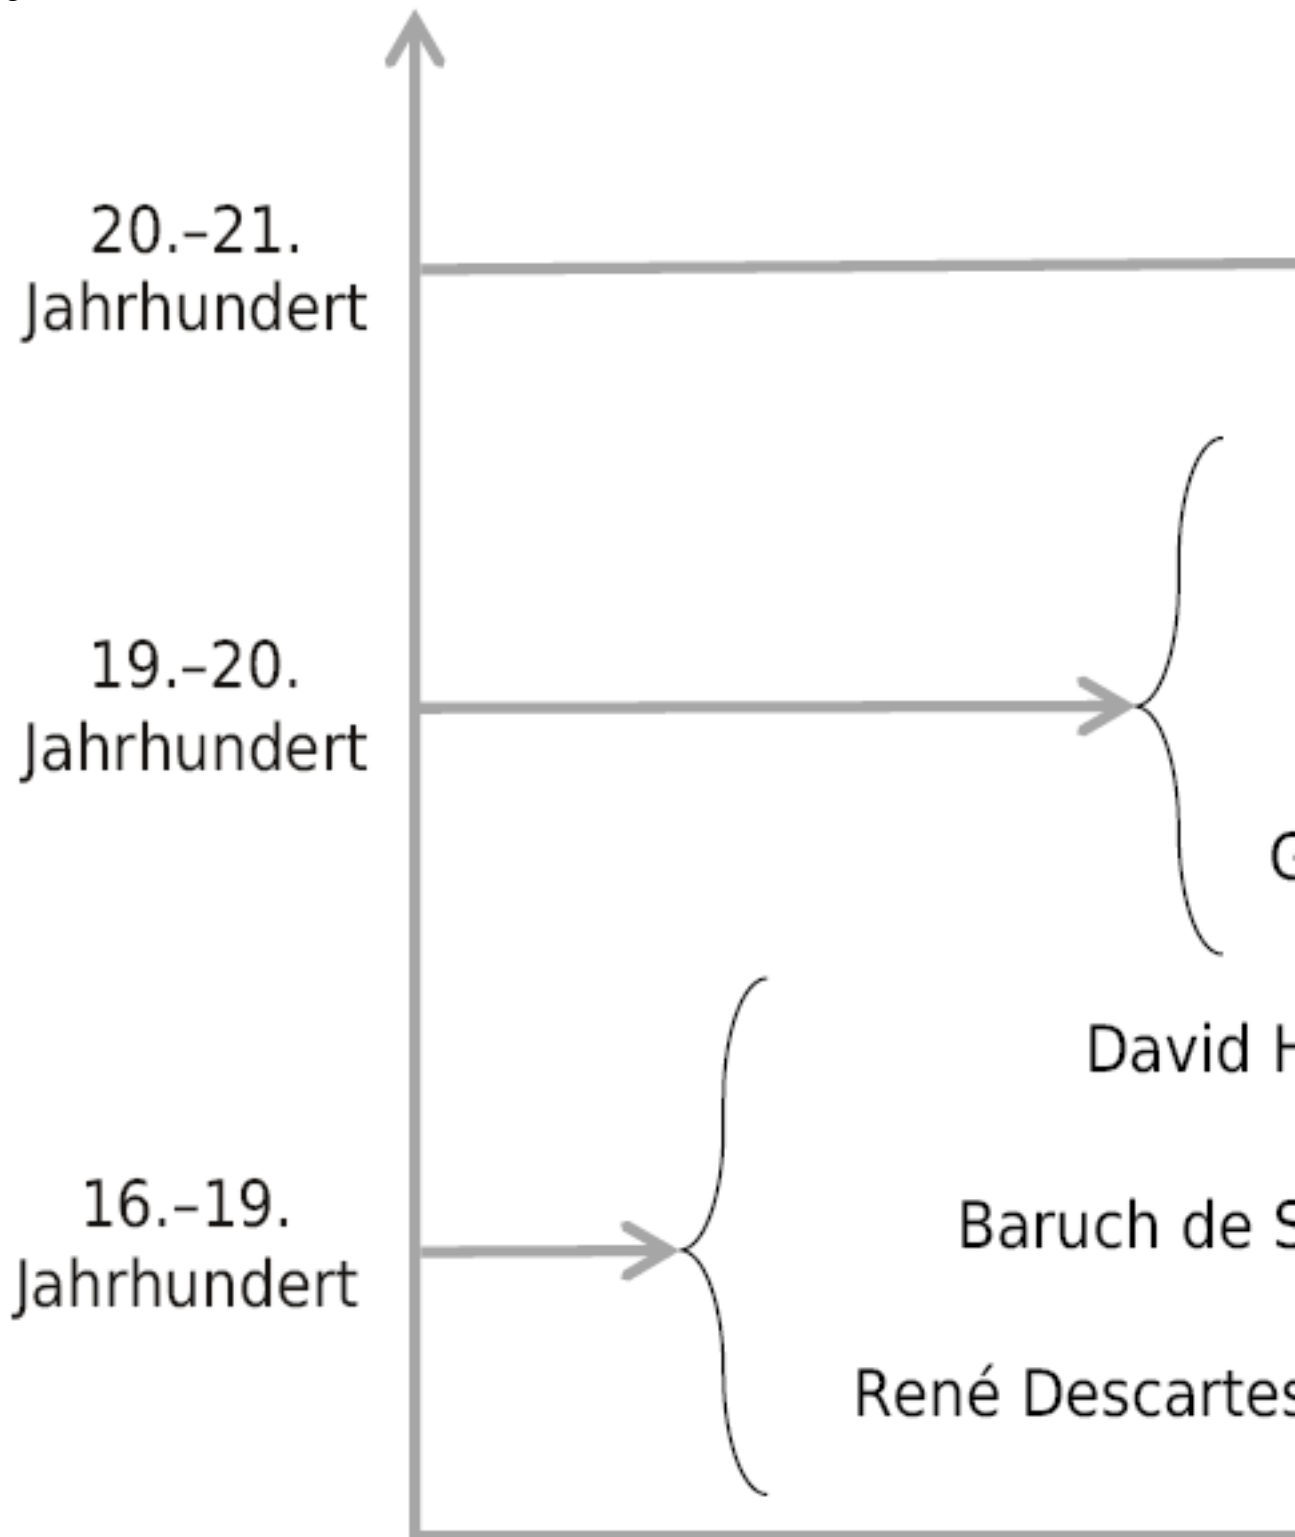 20.–21.
Jahrhundert
19.–20.
Jahrhundert
G
David H
16.–19.
Jahrhundert
Baruch de S
René Descartes